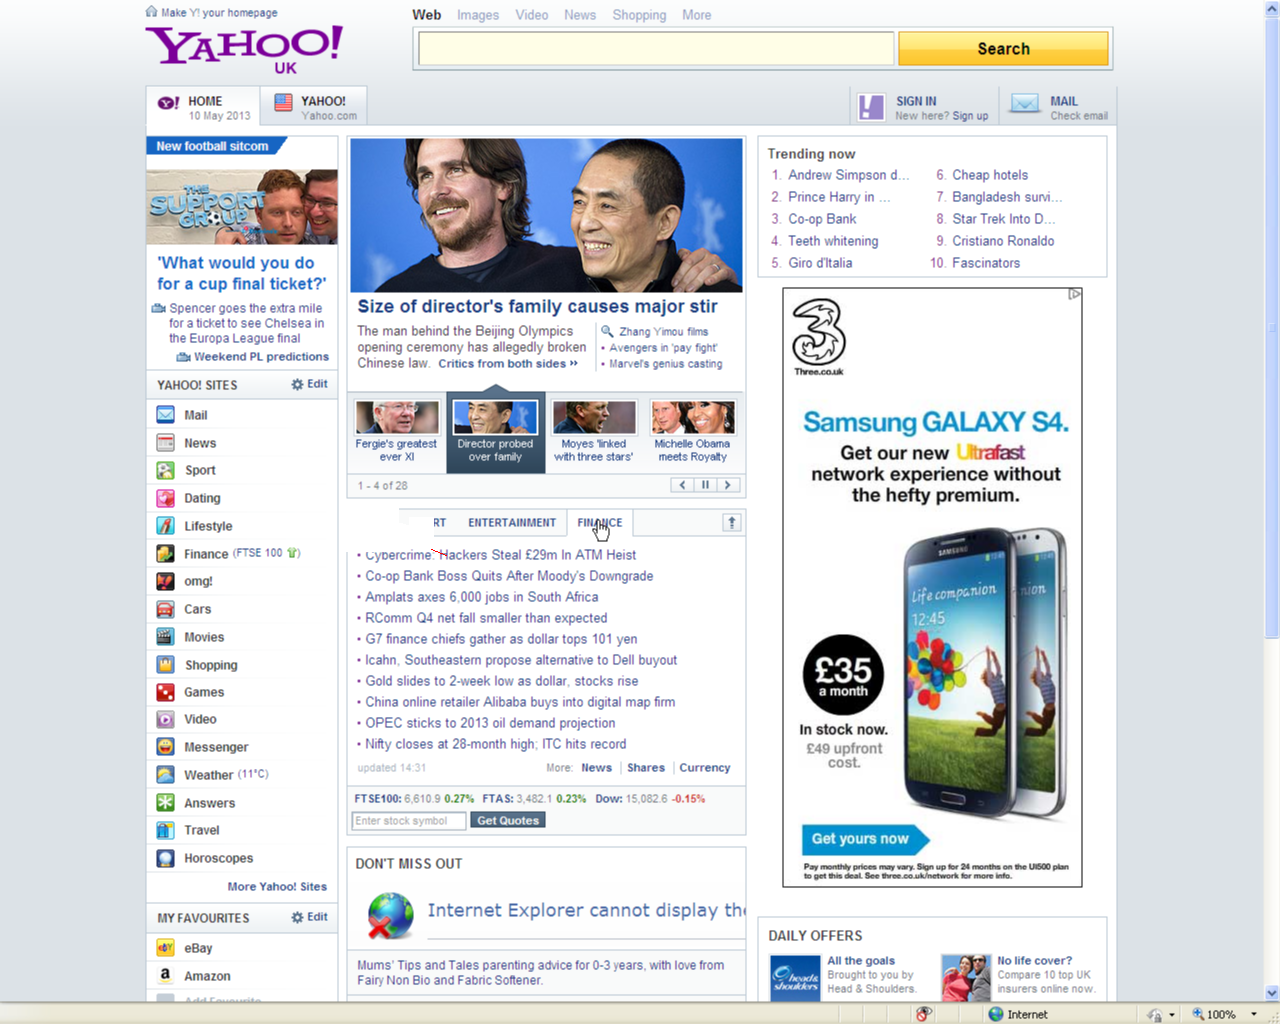 Make Y! your homepage
YAHOO!
UK
Web Images Video News Shopping More
Search
HOME
10 May 2013
YAHOO!
Yahoo.com
SIGN IN
New here? Sign up
MAIL
Check email
New football sitcom
THE SUPPORT GROUP
'What would you do
for a cup final ticket?'
Spencer goes the extra mile
for a ticket to see Chelsea in
the Europa League final
Weekend PL predictions
YAHOO! SITES
Edit
Mail
News
Sport
Dating
Lifestyle
Finance (FTSE 100 )
omg!
Cars
Movies
Shopping
Games
Video
Messenger
Weather (11°C)
Answers
Travel
Horoscopes
More Yahoo! Sites
MY FAVOURITES
Edit
eBay
Amazon
Add Favourite
Size of director's family causes major stir
The man behind the Beijing Olympics
opening ceremony has allegedly broken
Chinese law. Critics from both sides »
Zhang Yimou films
• Avengers in 'pay fight'
• Marvel's genius casting
Fergie's greatest
ever XI
Director probed
over family
Moyes 'linked
with three stars'
Michelle Obama
meets Royalty
1 - 4 of 28
RT ENTERTAINMENT FINANCE
• Cybercrime: Hackers Steal £29m In ATM Heist
• Co-op Bank Boss Quits After Moody's Downgrade
• Amplats axes 6,000 jobs in South Africa
• RComm Q4 net fall smaller than expected
• G7 finance chiefs gather as dollar tops 101 yen
• Icahn, Southeastern propose alternative to Dell buyout
• Gold slides to 2-week low as dollar, stocks rise
• China online retailer Alibaba buys into digital map firm
• OPEC sticks to 2013 oil demand projection
• Nifty closes at 28-month high; ITC hits record
updated 14:31
More: News | Shares | Currency
FTSE100: 6,610.9 0.27% FTAS: 3,482.1 0.23% Dow: 15,082.6 -0.15%
Enter stock symbol
Get Quotes
DON'T MISS OUT
Internet Explorer cannot display the
Mums' Tips and Tales parenting advice for 0-3 years, with love from
Fairy Non Bio and Fabric Softener.
Trending now
1. Andrew Simpson d...
2. Prince Harry in ...
3. Co-op Bank
4. Teeth whitening
5. Giro d'Italia
6. Cheap hotels
7. Bangladesh survi...
8. Star Trek Into D...
9. Cristiano Ronaldo
10. Fascinators
Three.co.uk
Samsung GALAXY S4.
Get our new Ultrafast
network experience without
the hefty premium.
SAMSUNG
Life companion
12:45
£35
a month
In stock now.
£49 upfront
cost.
Get yours now
Pay monthly prices may vary. Sign up for 24 months on the UI500 plan
to get this deal. See three.co.uk/network for more info.
DAILY OFFERS
head&
shoulders
All the goals
Brought to you by
Head & Shoulders.
No life cover?
Compare 10 top UK
insurers online now.
Internet
100%